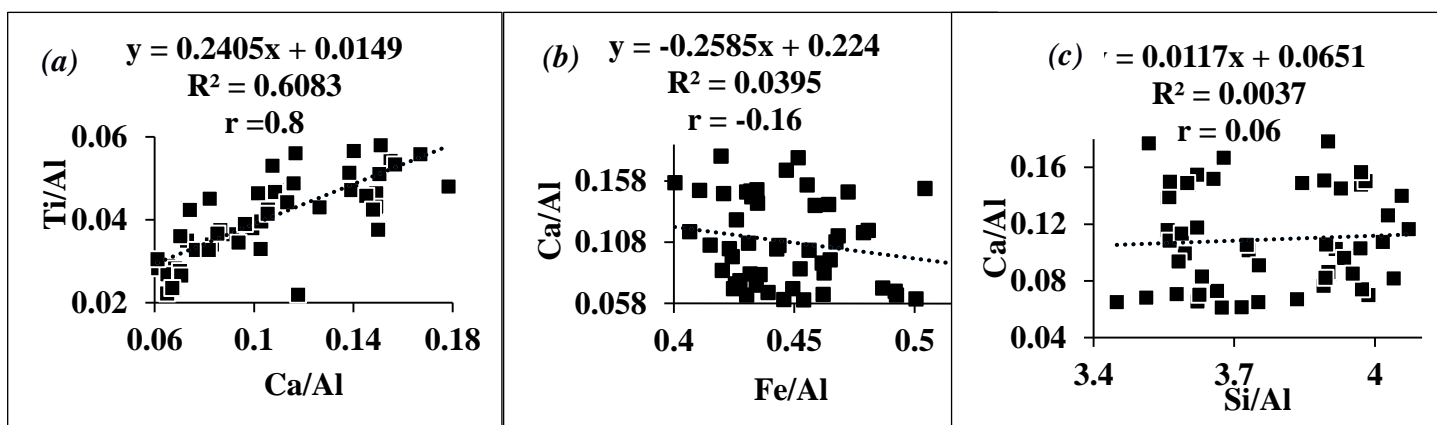 (a) y = 0.2405x + 0.0149
R² = 0.6083
r =0.8
0.06
0.04
0.02
Ti/Al
0.06 0.1 0.14 0.18
Ca/Al
(b) y = -0.2585x + 0.224
R² = 0.0395
r = -0.16
0.158
0.108
0.058
Ca/Al
0.4 0.45 0.5
Fe/Al
(c) = 0.0117x + 0.0651
R² = 0.0037
r = 0.06
0.16
0.12
0.08
0.04
Ca/Al
3.4 3.7 4
Si/Al